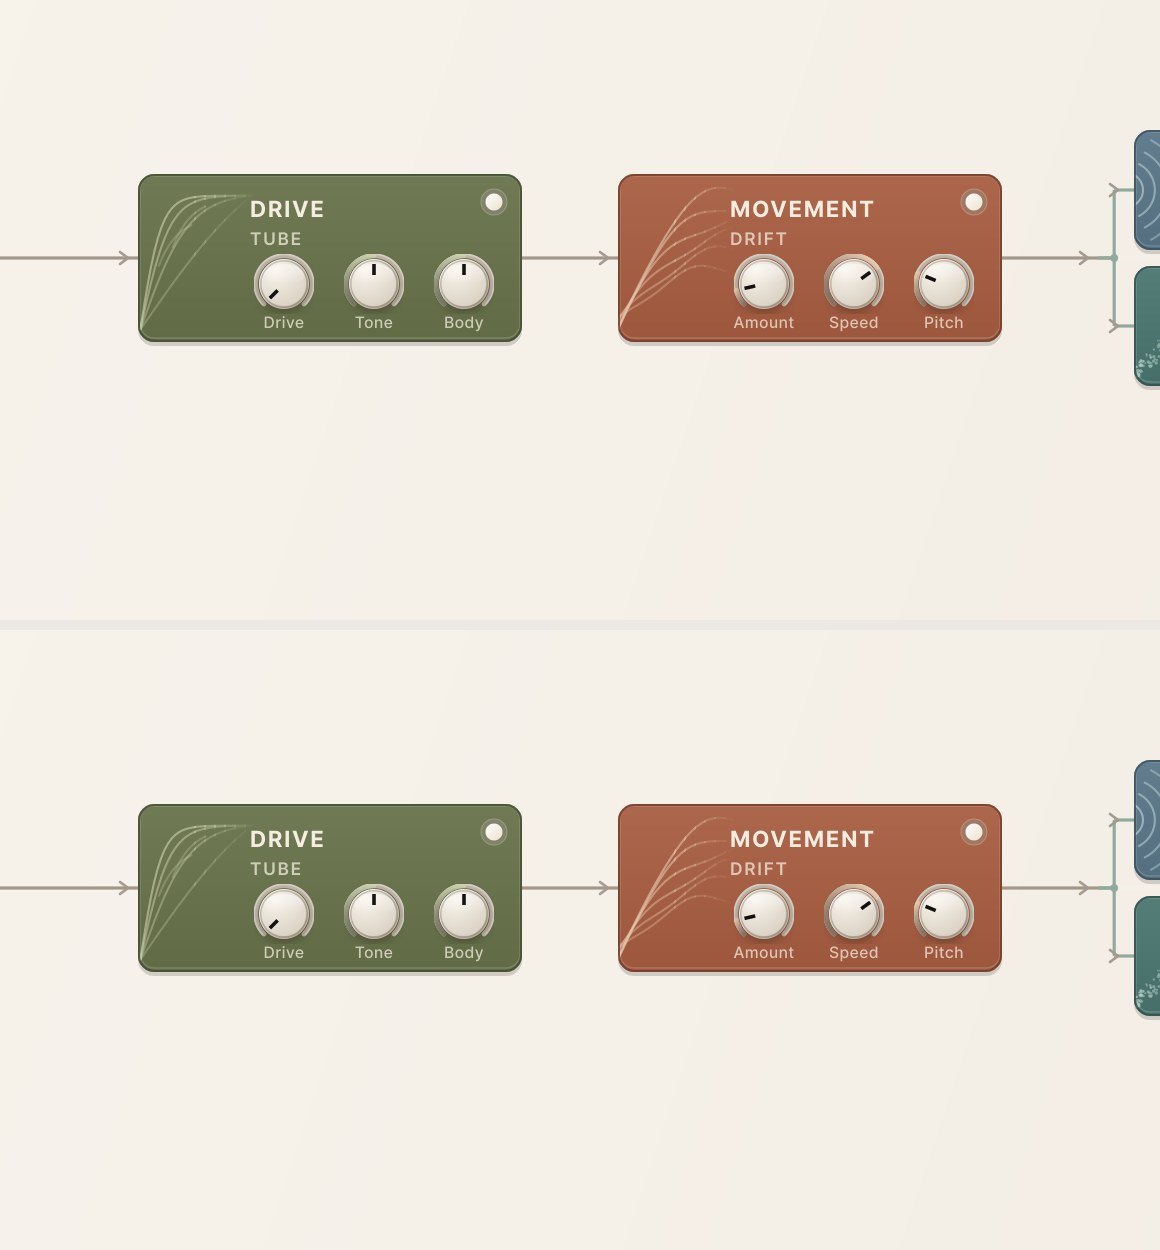 DRIVE
TUBE
Drive Tone Body
MOVEMENT
DRIFT
Amount Speed Pitch
DRIVE
TUBE
Drive Tone Body
MOVEMENT
DRIFT
Amount Speed Pitch